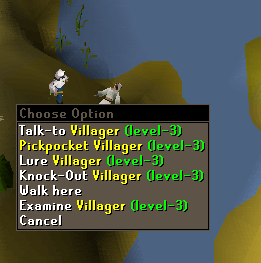 Choose Option
Talk-to Villager (level-3)
Pickpocket Villager (level-3)
Lure Villager (level-3)
Knock-Out Villager (level-3)
Walk here
Examine Villager (level-3)
Cancel